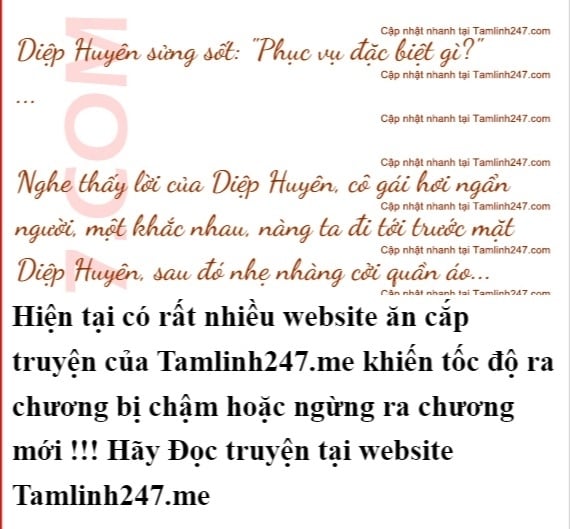 Cập nhật nhanh tại Tamlinh247.com
Diệp Huyên sừng sốt: "Phục vụ đặc biệt gì?"
Cập nhật nhanh tại Tamlinh247.com
...
Cập nhật nhanh tại Tamlinh247.com
Cập nhật nhanh tại Tamlinh247.com
Nghe thấy lời của Diệp Huyên, cô gái hơi ngẩn
Cập nhật nhanh tại Tamlinh247.com
người, một khắc nhau, nàng ta đi tới trước mặt
Cập nhật nhanh tại Tamlinh247.com
Diệp Huyên, sau đó nhẹ nhàng cởi quần áo...
Cập nhật nhanh tại Tamlinh247.com
7.COM
Hiện tại có rất nhiều website ăn cắp
truyện của Tamlinh247.me khiến tốc độ ra
chương bị chậm hoặc ngừng ra chương
mới !!! Hãy Đọc truyện tại website
Tamlinh247.me